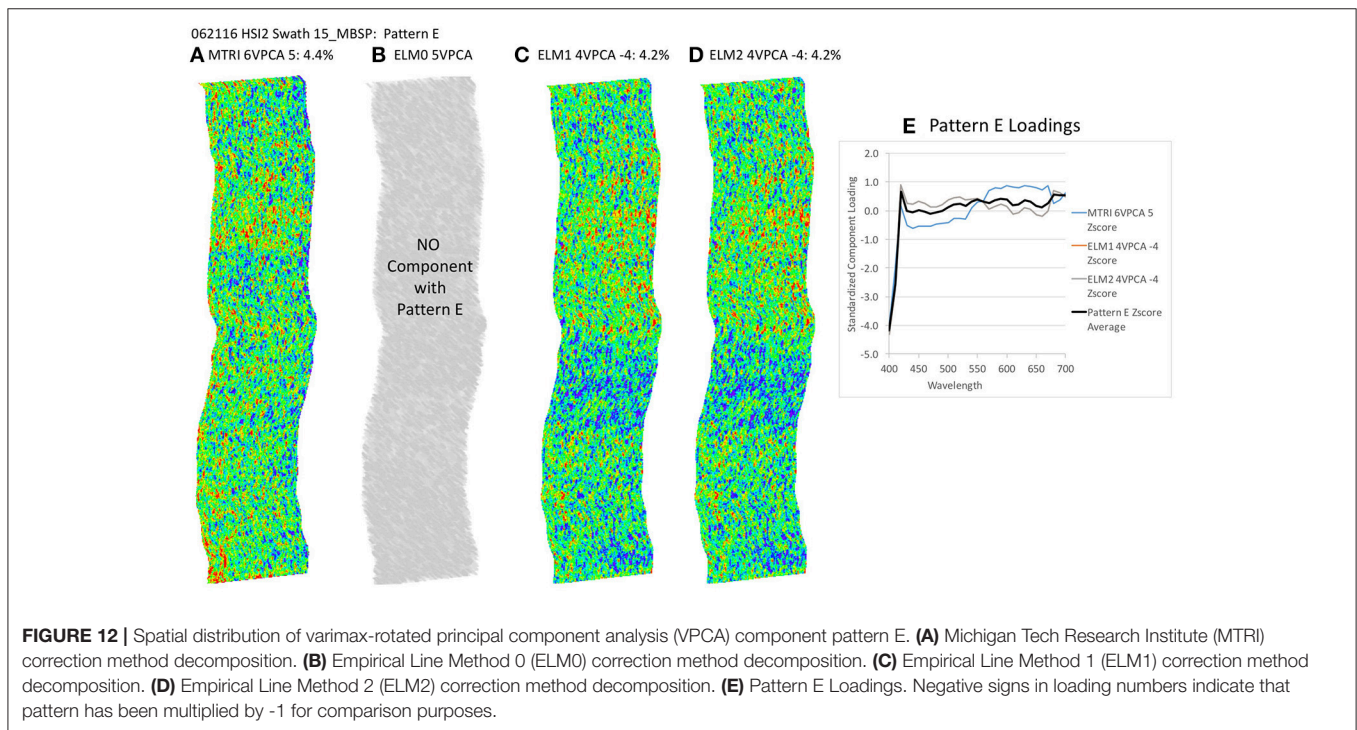 062116 HSI2 Swath 15_MBSP: Pattern E
A MTRI 6VPCA 5: 4.4%
B ELM0 5VPCA
C ELM1 4VPCA -4: 4.2%
D ELM2 4VPCA -4: 4.2%
NO
Component
with
Pattern E
E Pattern E Loadings
2.0
1.0
0.0
-1.0
-2.0
-3.0
-4.0
-5.0
Standardized Component Loading
400 450 500 550 600 650 700
Wavelength
MTRI 6VPCA 5
Zscore
ELM1 4VPCA -4
Zscore
ELM2 4VPCA -4
Zscore
Pattern E Zscore
Average
FIGURE 12 | Spatial distribution of varimax-rotated principal component analysis (VPCA) component pattern E. (A) Michigan Tech Research Institute (MTRI)
correction method decomposition. (B) Empirical Line Method 0 (ELM0) correction method decomposition. (C) Empirical Line Method 1 (ELM1) correction method
decomposition. (D) Empirical Line Method 2 (ELM2) correction method decomposition. (E) Pattern E Loadings. Negative signs in loading numbers indicate that
pattern has been multiplied by -1 for comparison purposes.